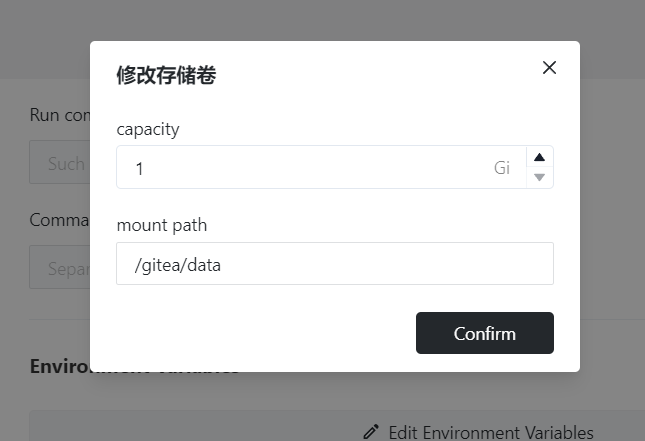 修改存储卷
Run com
capacity
Such
1 Gi
Comma
mount path
Separ
/gitea/data
Confirm
Environment Variables
Edit Environment Variables